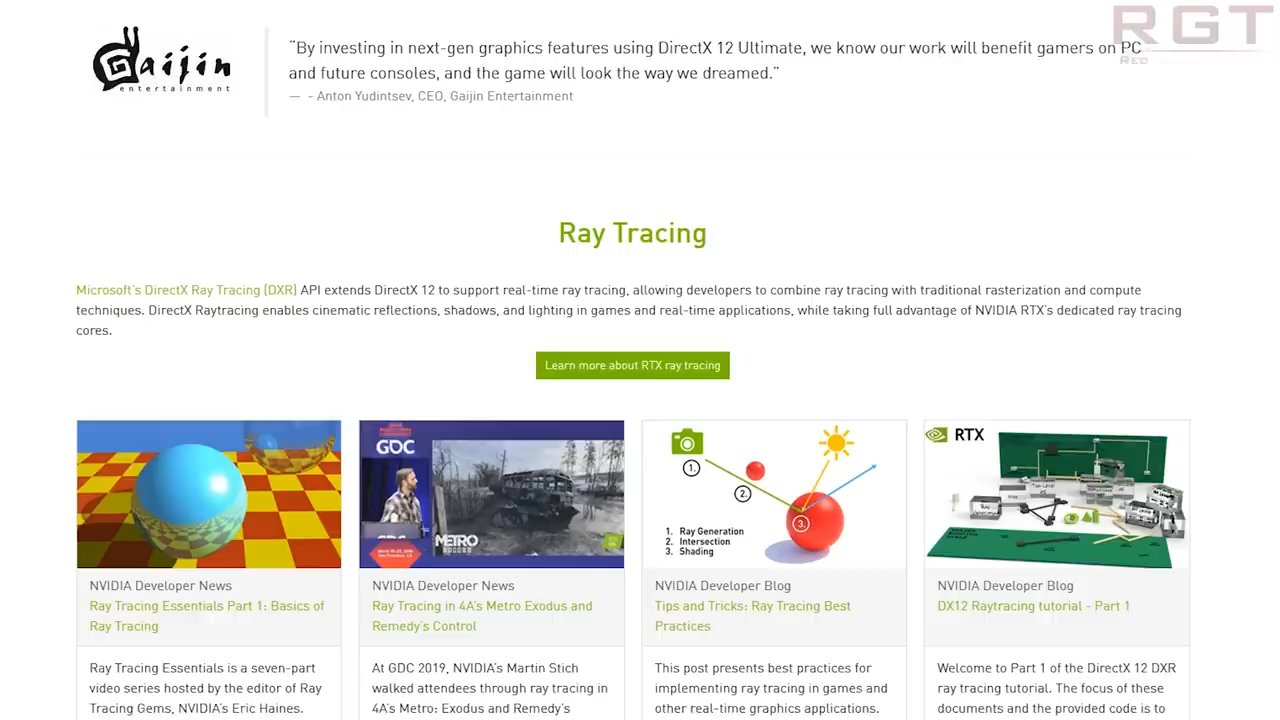 RGT
RED
Gaijin
entertainment
“By investing in next-gen graphics features using DirectX 12 Ultimate, we know our work will benefit gamers on PC
and future consoles, and the game will look the way we dreamed.”
— - Anton Yudintsev, CEO, Gaijin Entertainment
Ray Tracing
Microsoft's DirectX Ray Tracing (DXR) API extends DirectX 12 to support real-time ray tracing, allowing developers to combine ray tracing with traditional rasterization and compute
techniques. DirectX Raytracing enables cinematic reflections, shadows, and lighting in games and real-time applications, while taking full advantage of NVIDIA RTX's dedicated ray tracing
cores.
Learn more about RTX ray tracing
GDC
METRO
1.
2.
3.
1. Ray Generation
2. Intersection
3. Shading
RTX
NVIDIA Developer News
Ray Tracing Essentials Part 1: Basics of
Ray Tracing
Ray Tracing Essentials is a seven-part
video series hosted by the editor of Ray
Tracing Gems, NVIDIA's Eric Haines.
NVIDIA Developer News
Ray Tracing in 4A's Metro Exodus and
Remedy's Control
At GDC 2019, NVIDIA's Martin Stich
walked attendees through ray tracing in
4A's Metro: Exodus and Remedy's
NVIDIA Developer Blog
Tips and Tricks: Ray Tracing Best
Practices
This post presents best practices for
implementing ray tracing in games and
other real-time graphics applications.
NVIDIA Developer Blog
DX12 Raytracing tutorial - Part 1
Welcome to Part 1 of the DirectX 12 DXR
ray tracing tutorial. The focus of these
documents and the provided code is to